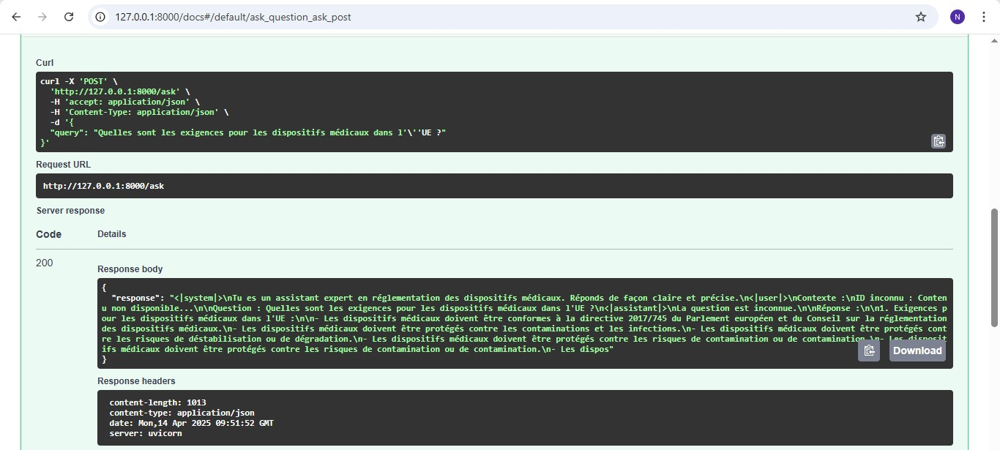 127.0.0.1:8000/docs#/default/ask_question_ask_post
N
Curl
curl -X 'POST' \
'http://127.0.0.1:8000/ask' \
-H 'accept: application/json' \
-H 'Content-Type: application/json' \
-d '{
"query": "Quelles sont les exigences pour les dispositifs médicaux dans l'\''UE ?"
}'
Request URL
http://127.0.0.1:8000/ask
Server response
Code Details
200
Response body
{
"response": "<|system|>\nTu es un assistant expert en réglementation des dispositifs médicaux. Réponds de façon claire et précise.\n<|user|>\nContexte :\nID inconnu : Conten
u non disponible...\n\nQuestion : Quelles sont les exigences pour les dispositifs médicaux dans l'UE ?\n<|assistant|>\nLa question est inconnue.\n\nRéponse :\n\n1. Exigences p
our les dispositifs médicaux dans l'UE :\n\n- Les dispositifs médicaux doivent être conformes à la directive 2017/745 du Parlement européen et du Conseil sur la réglementation
des dispositifs médicaux.\n- Les dispositifs médicaux doivent être protégés contre les contaminations et les infections.\n- Les dispositifs médicaux doivent être protégés cont
re les risques de déstabilisation ou de dégradation.\n- Les dispositifs médicaux doivent être protégés contre les risques de contamination ou de contamination.\n- Les disposit
ifs médicaux doivent être protégés contre les risques de contamination ou de contamination.\n- Les dispos"
}
Download
Response headers
content-length: 1013
content-type: application/json
date: Mon,14 Apr 2025 09:51:52 GMT
server: uvicorn